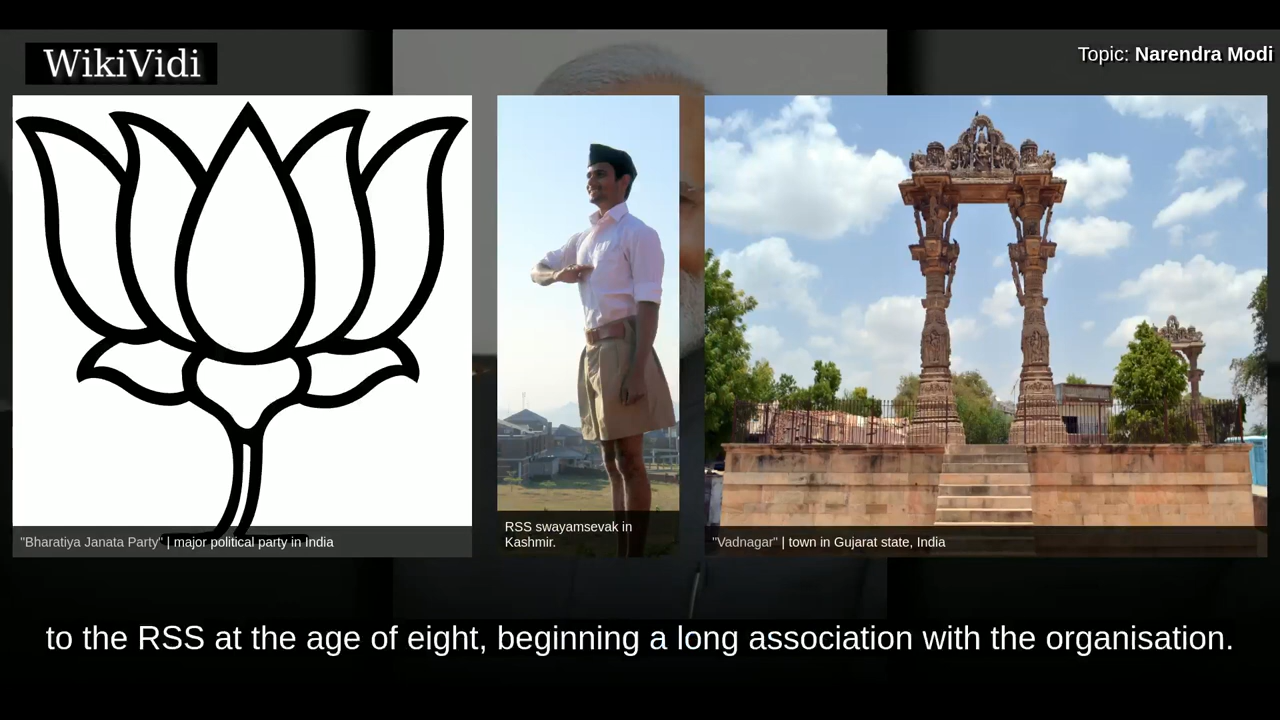 WikiVidi
Topic: Narendra Modi
"Bharatiya Janata Party" | major political party in India
RSS swayamsevak in
Kashmir.
"Vadnagar" | town in Gujarat state, India
to the RSS at the age of eight, beginning a long association with the organisation.